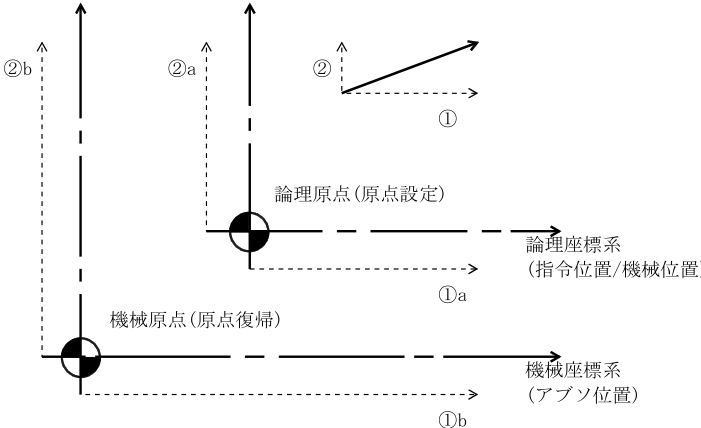 ②b
②a
②
①
論理原点(原点設定)
論理座標系
(指令位置/機械位置)
①a
機械原点(原点復帰)
機械座標系
(アブソ位置)
①b